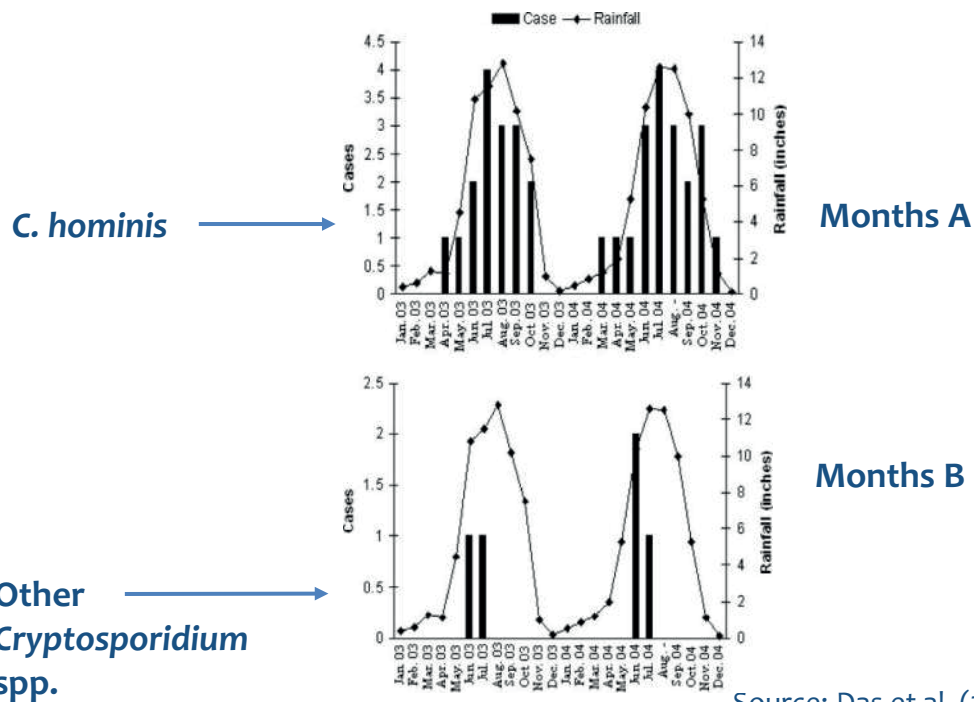 Case Rainfall
4.5
4
3.5
3
2.5
2
1.5
1
0.5
0
Cases
14
12
10
8
6
4
2
0
Rainfall (inches)
Jan. 03
Feb. 03
Mar. 03
Apr. 03
May. 03
Jun. 03
Jul. 03
Aug. 03
Sep. 03
Oct. 03
Nov. 03
Dec. 03
Jan. 04
Feb. 04
Mar. 04
Apr. 04
May. 04
Jun. 04
Jul. 04
Aug. -
Sep. 04
Oct. 04
Nov. 04
Dec. 04
C. hominis
Months A
2.5
2
1.5
1
0.5
0
Cases
14
12
10
8
6
4
2
0
Rainfall (inches)
Jan. 03
Feb. 03
Mar. 03
Apr. 03
May. 03
Jun. 03
Jul. 03
Aug. 03
Sep. 03
Oct. 03
Nov. 03
Dec. 03
Jan. 04
Feb. 04
Mar. 04
Apr. 04
May. 04
Jun. 04
Jul. 04
Aug. -
Sep. 04
Oct. 04
Nov. 04
Dec. 04
Months B
Other
Cryptosporidium
spp.
Source: Das et al. (